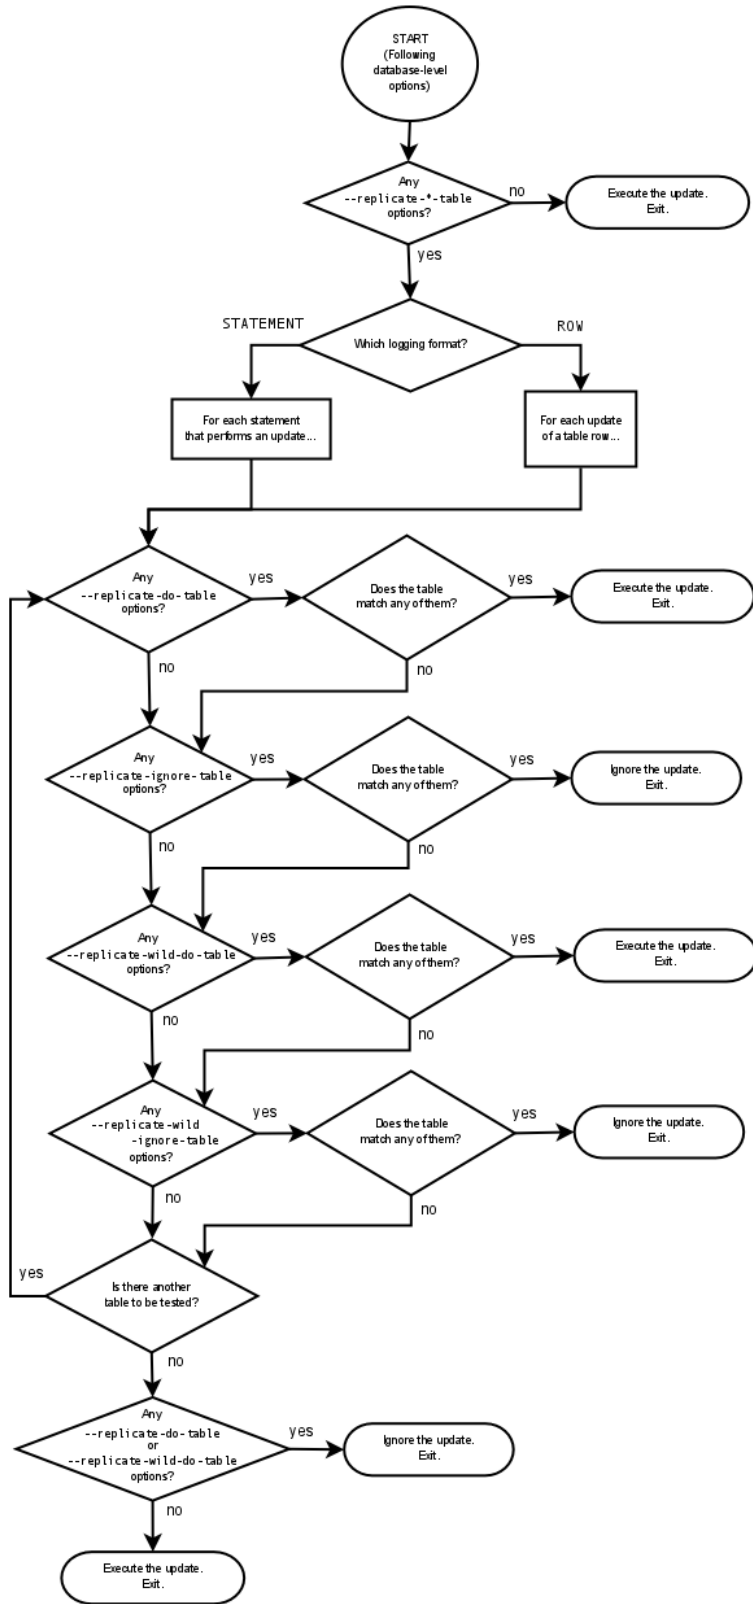 START
(Following
database-level
options)
Any
--replicate-*-table
options?
no
Execute the update.
Exit.
yes
STATEMENT
Which logging format?
ROW
For each statement
that performs an update...
For each update
of a table row...
Any
--replicate-do-table
options?
yes
Does the table
match any of them?
yes
Execute the update.
Exit.
no
no
Any
--replicate-ignore-table
options?
yes
Does the table
match any of them?
yes
Ignore the update.
Exit.
no
no
Any
--replicate-wild-do-table
options?
yes
Does the table
match any of them?
yes
Execute the update.
Exit.
no
no
Any
--replicate-wild
-ignore-table
options?
yes
Does the table
match any of them?
yes
Ignore the update.
Exit.
no
no
yes
Is there another
table to be tested?
no
Any
--replicate-do-table
or
--replicate-wild-do-table
options?
yes
Ignore the update.
Exit.
no
Execute the update.
Exit.